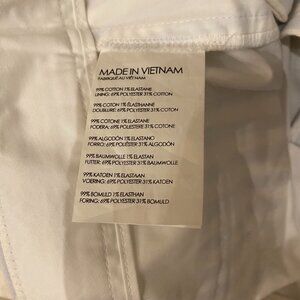 MADE IN VIETNAM
FABRIQUÉ AU VIÊT NAM
99% COTTON 1% ELASTANE
LINING: 69% POLYESTER 31% COTTON
99% COTON 1% ÉLASTHANNE
DOUBLURE: 69% POLYESTER 31% COTON
99% COTONE 1% ELASTANE
FODERA: 69% POLIESTERE 31% COTONE
99% ALGODÓN 1% ELASTANO
FORRO: 69% POLIÉSTER 31% ALGODÓN
99% BAUMWOLLE 1% ELASTAN
FUTTER: 69% POLYESTER 31% BAUMWOLLE
99% KATOEN 1% ELASTAAN
VOERING: 69% POLYESTER 31% KATOEN
99% BOMULD 1% ELASTHAN
FORING: 69% POLYESTER 31% BOMULD